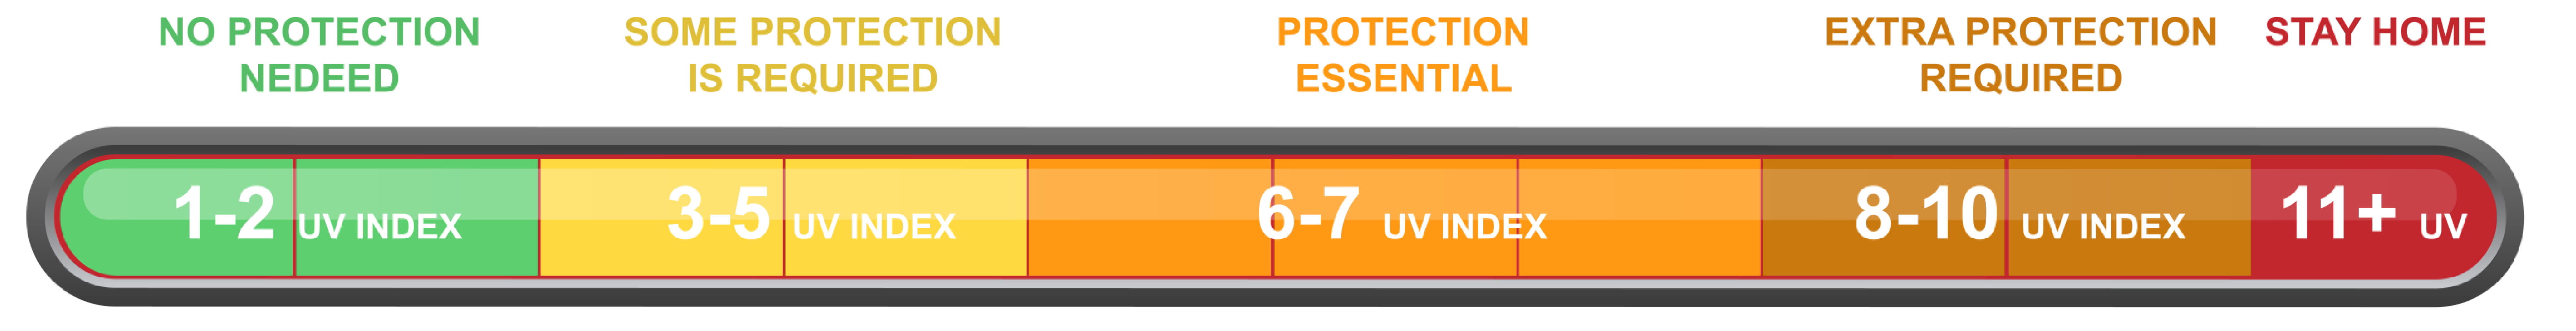 NO PROTECTION
NEDEED
SOME PROTECTION
IS REQUIRED
PROTECTION
ESSENTIAL
EXTRA PROTECTION
REQUIRED
STAY HOME
1-2 UV INDEX
3-5 UV INDEX
6-7 UV INDEX
8-10 UV INDEX
11+ UV